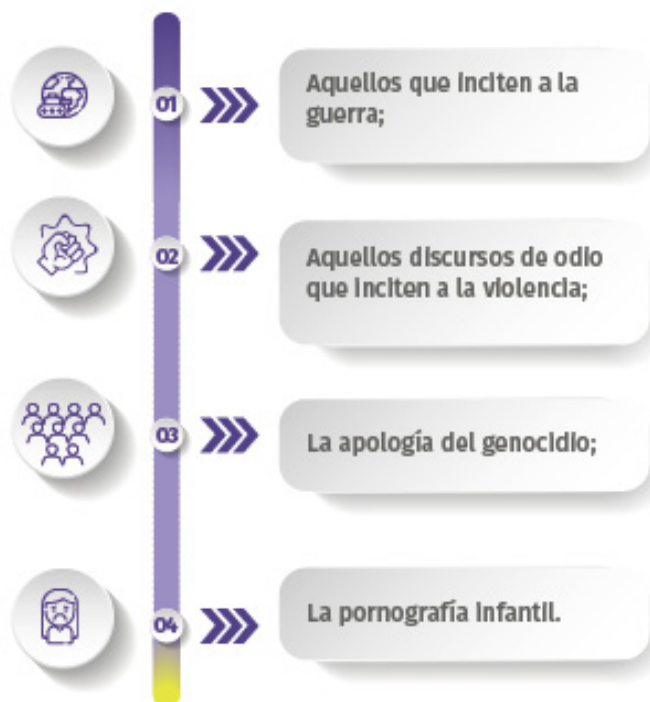 01
Aquellos que inciten a la
guerra;
02
Aquellos discursos de odio
que inciten a la violencia;
03
La apología del genocidio;
04
La pornografía infantil.